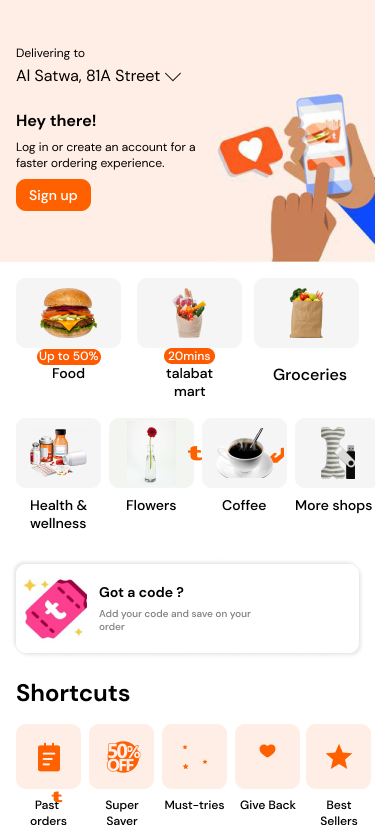 Delivering to
Al Satwa, 81A Street
Hey there!
Log in or create an account for a
faster ordering experience.
Sign up
Up to 50%
Food
20mins
talabat
mart
Groceries
Health &
wellness
Flowers
Coffee
More shops
Got a code ?
Add your code and save on your
order
Shortcuts
Past
orders
50%
OFF
Super
Saver
Must-tries
Give Back
Best
Sellers